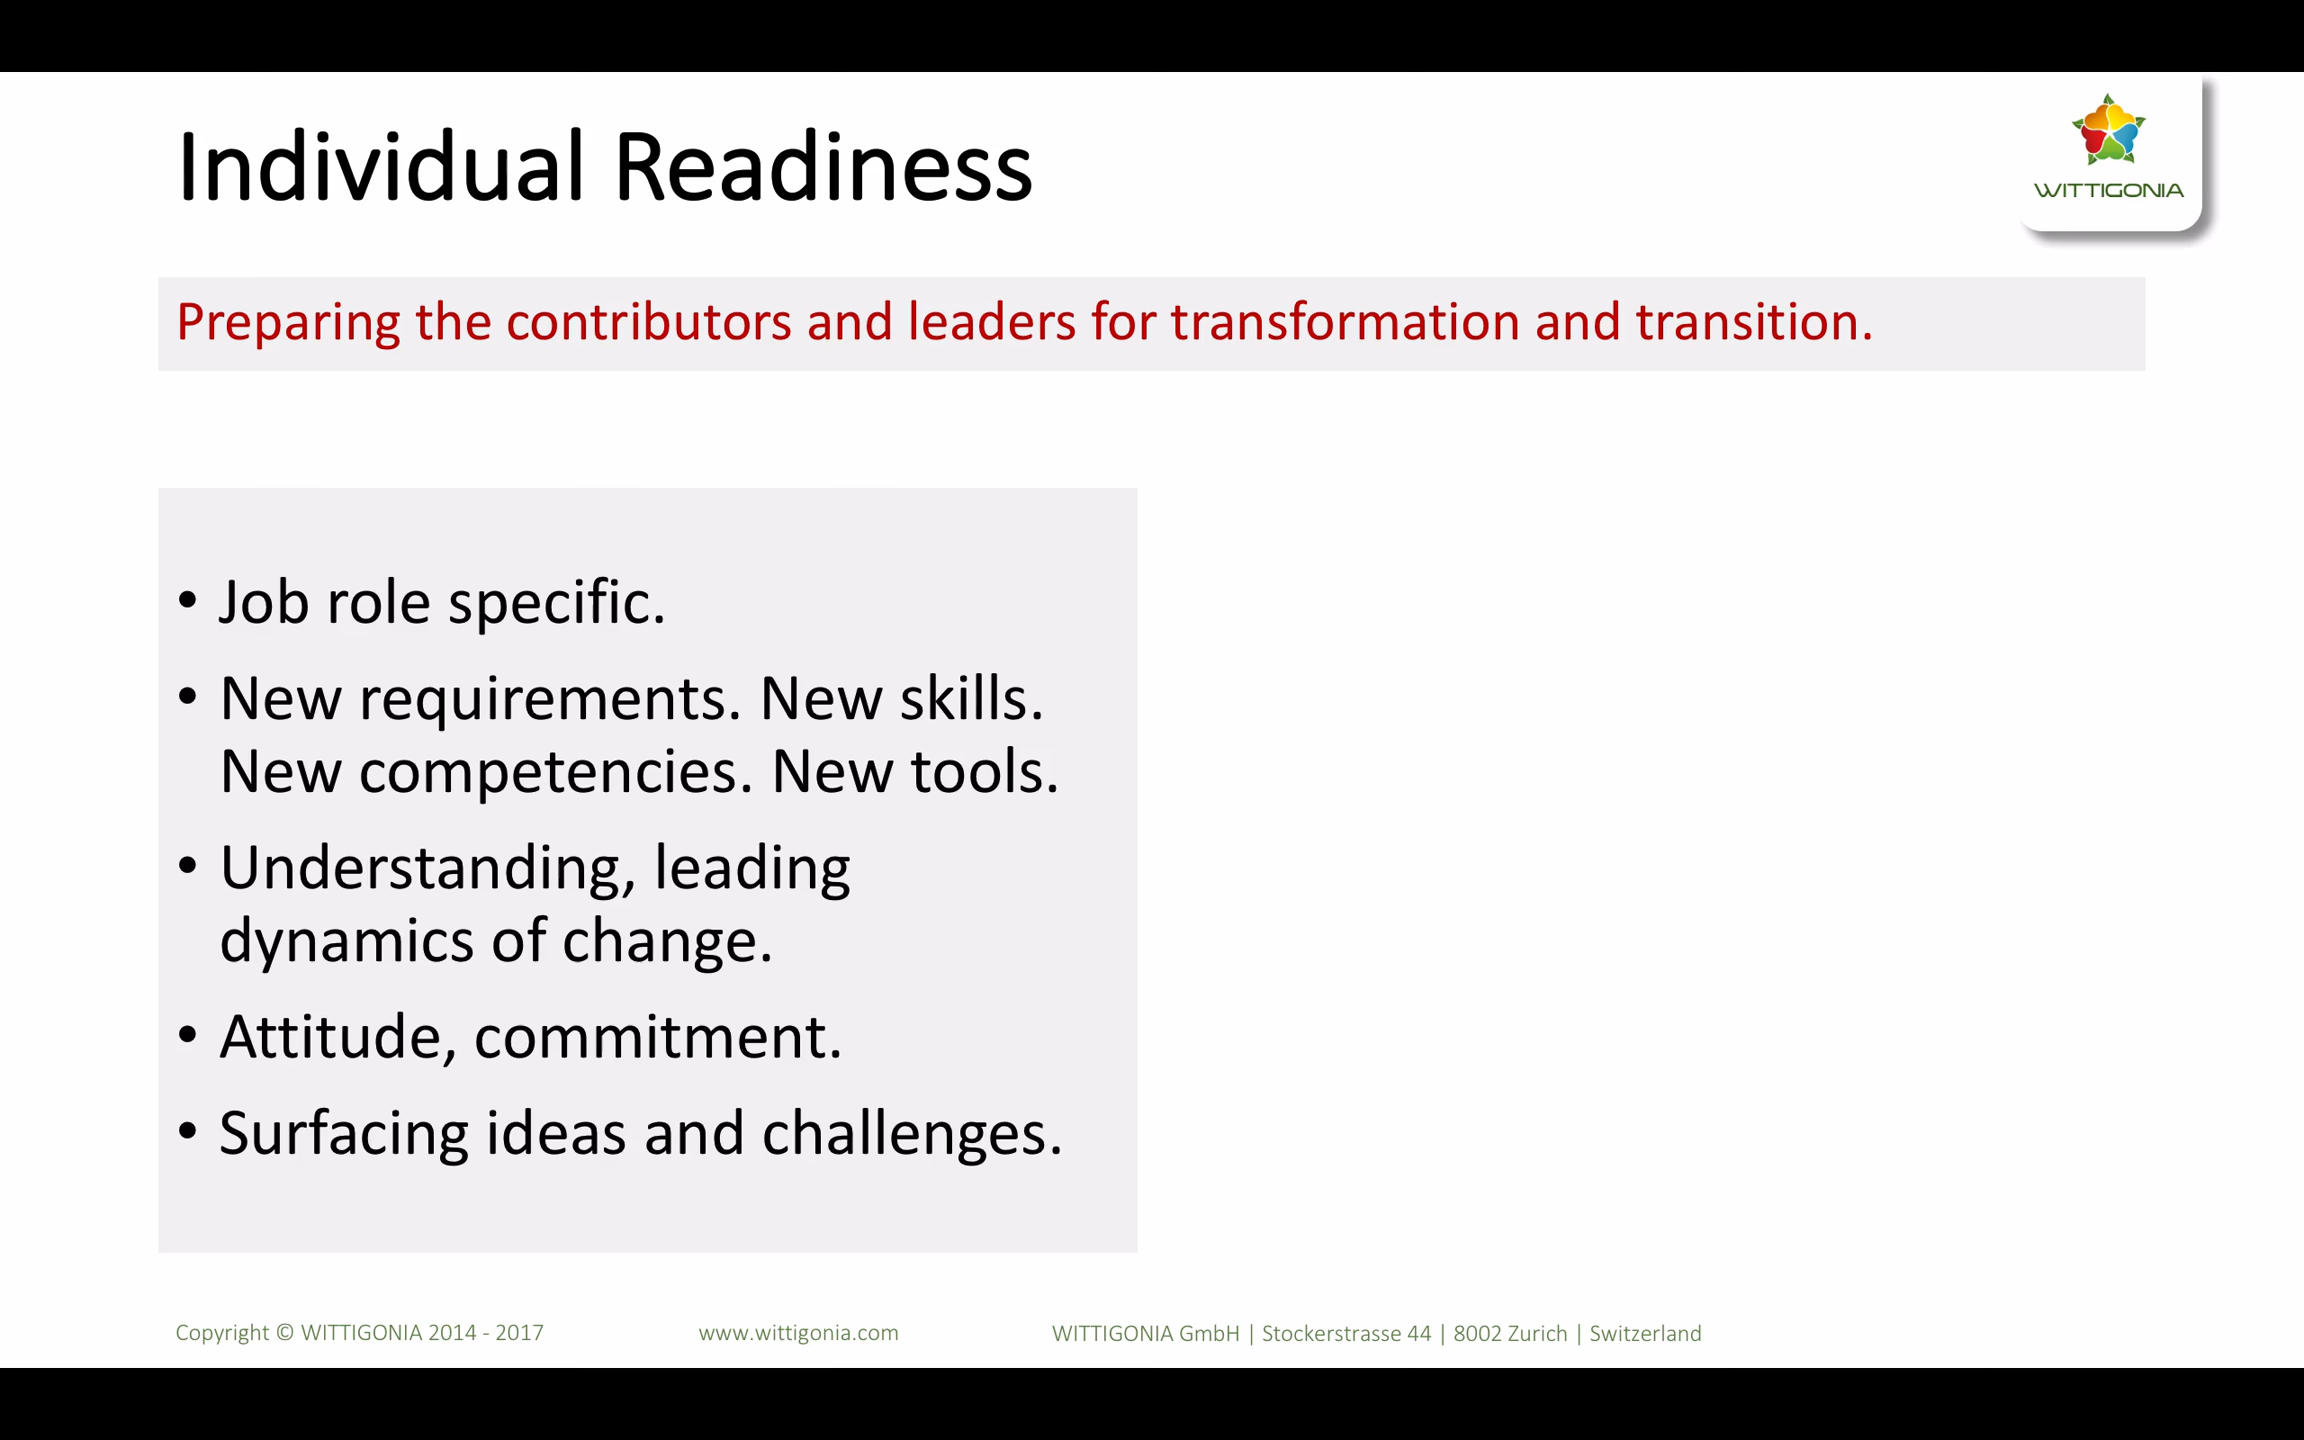 Individual Readiness
WITTIGONIA
Preparing the contributors and leaders for transformation and transition.
• Job role specific.
• New requirements. New skills.
New competencies. New tools.
• Understanding, leading
dynamics of change.
• Attitude, commitment.
• Surfacing ideas and challenges.
Copyright © WITTIGONIA 2014 - 2017 www.wittigonia.com WITTIGONIA GmbH | Stockerstrasse 44 | 8002 Zurich | Switzerland